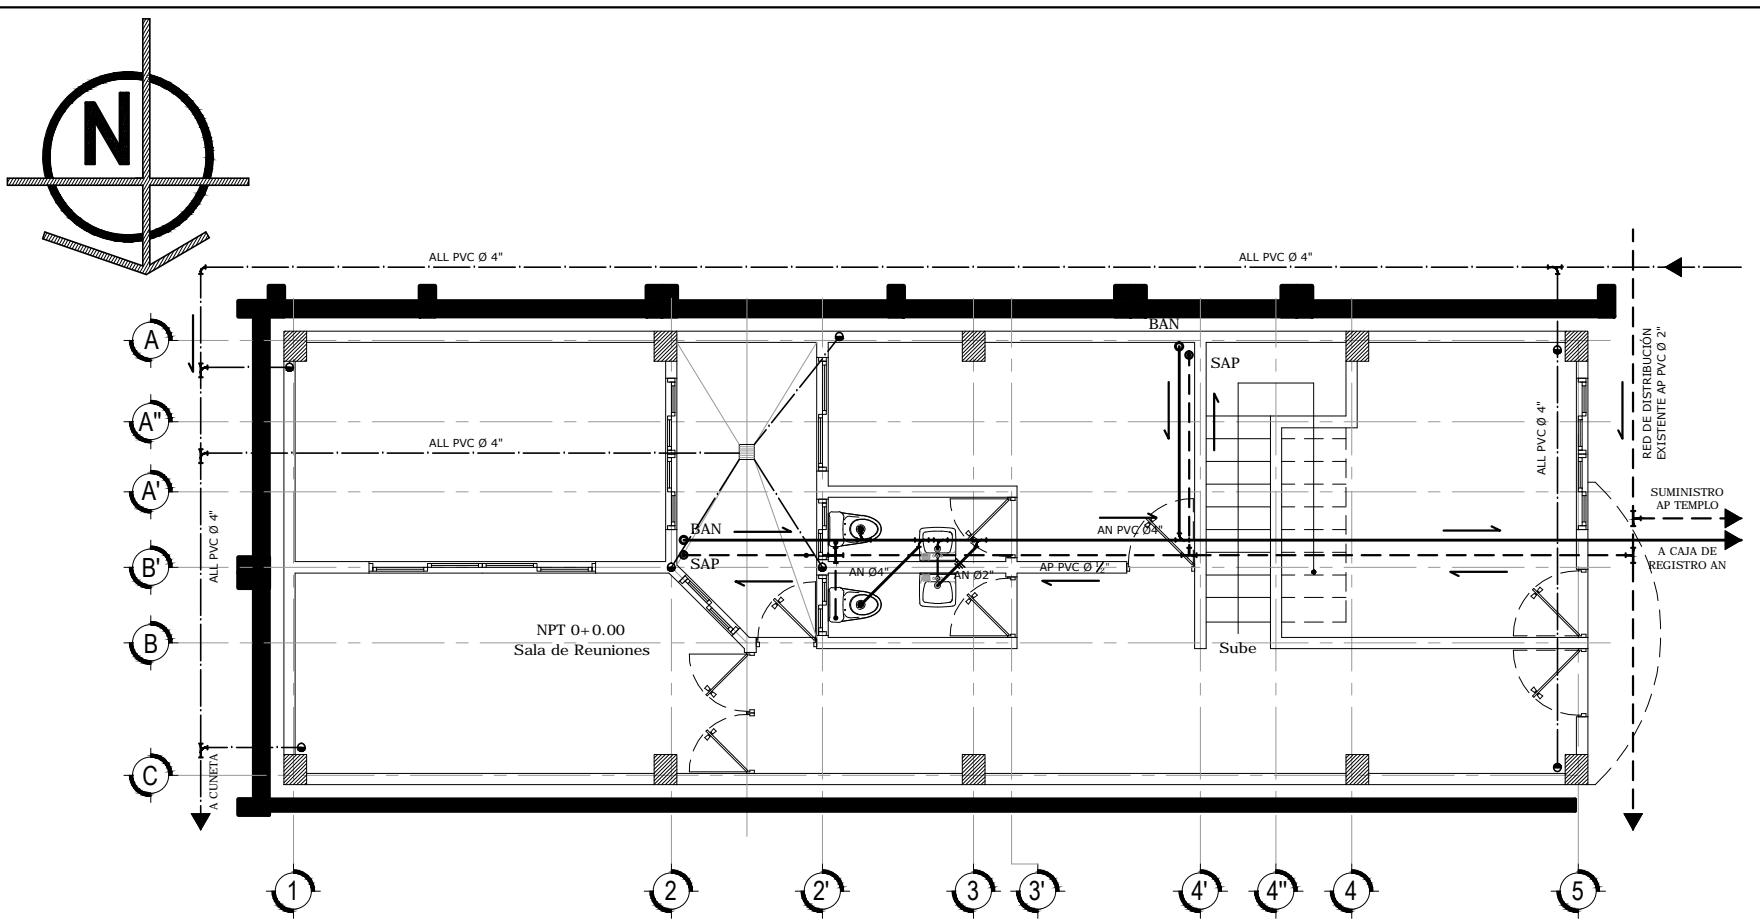 N
ALL PVC Ø 4"
ALL PVC Ø 4"
BAN
A
SAP
A"
ALL PVC Ø 4"
ALL PVC Ø 4"
RED DE DISTRIBUCIÓN
EXISTENTE AP PVC Ø 2"
A'
SUMINISTRO
AP TEMPLO
BAN
AN PVC Ø4"
ALL PVC Ø 4"
B'
SAP
AN Ø4"
AN Ø2"
AP PVC Ø ½"
A CAJA DE
REGISTRO AN
B
NPT 0+0.00
Sala de Reuniones
Sube
C
A CUNETA
1
2
2'
3
3'
4'
4"
4
5